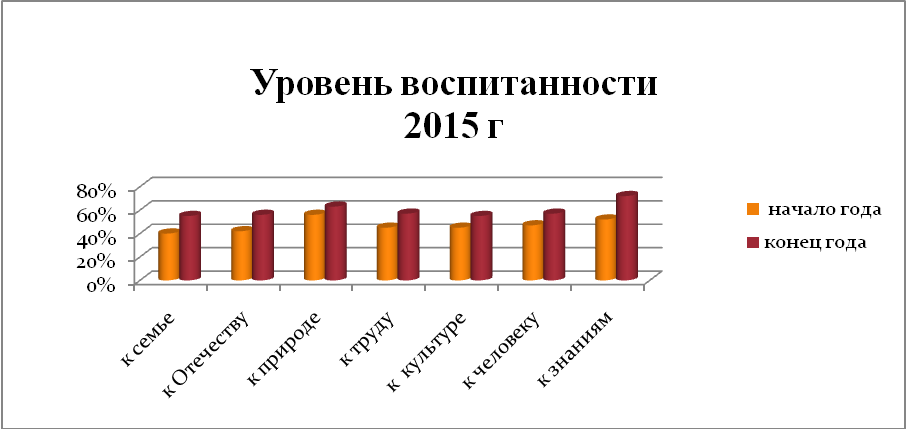 Уровень воспитанности
2015 г
80%
60%
40%
20%
0%
к семье
к Отечеству
к природе
к труду
к культуре
к человеку
к знаниям
начало года
конец года